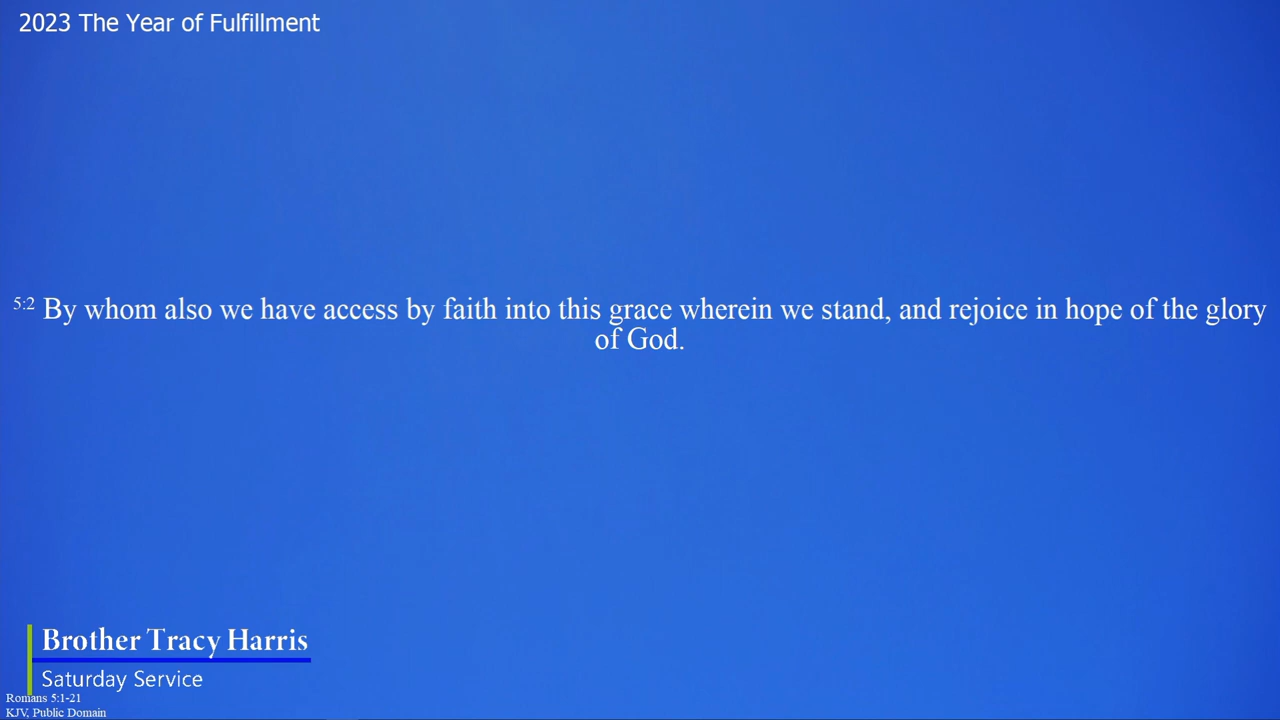 2023 The Year of Fulfillment
5:2 By whom also we have access by faith into this grace wherein we stand, and rejoice in hope of the glory
of God.
Brother Tracy Harris
Saturday Service
Romans 5:1-21
KJV, Public Domain